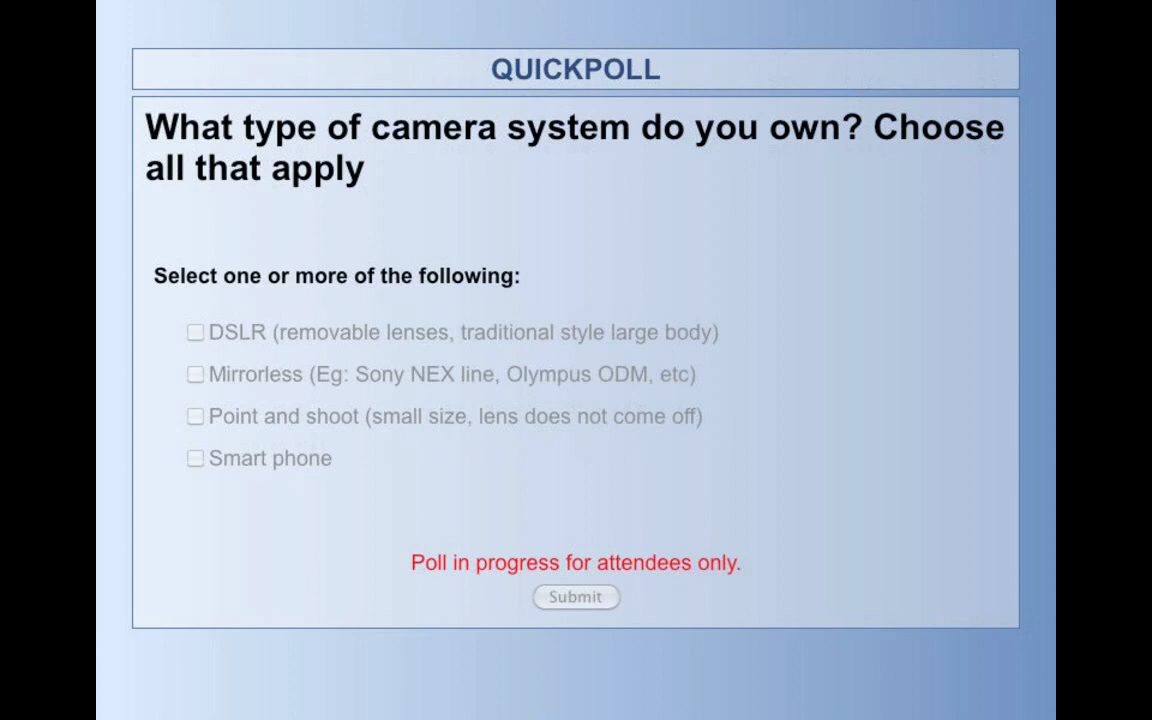 QUICKPOLL
What type of camera system do you own? Choose
all that apply
Select one or more of the following:
DSLR (removable lenses, traditional style large body)
Mirrorless (Eg: Sony NEX line, Olympus ODM, etc)
Point and shoot (small size, lens does not come off)
Smart phone
Poll in progress for attendees only.
Submit